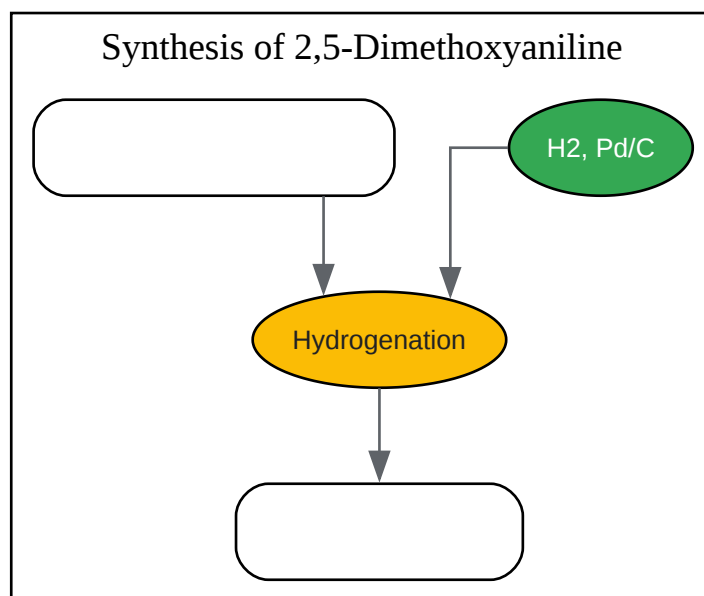 Synthesis of 2,5-Dimethoxyaniline
H2, Pd/C
Hydrogenation